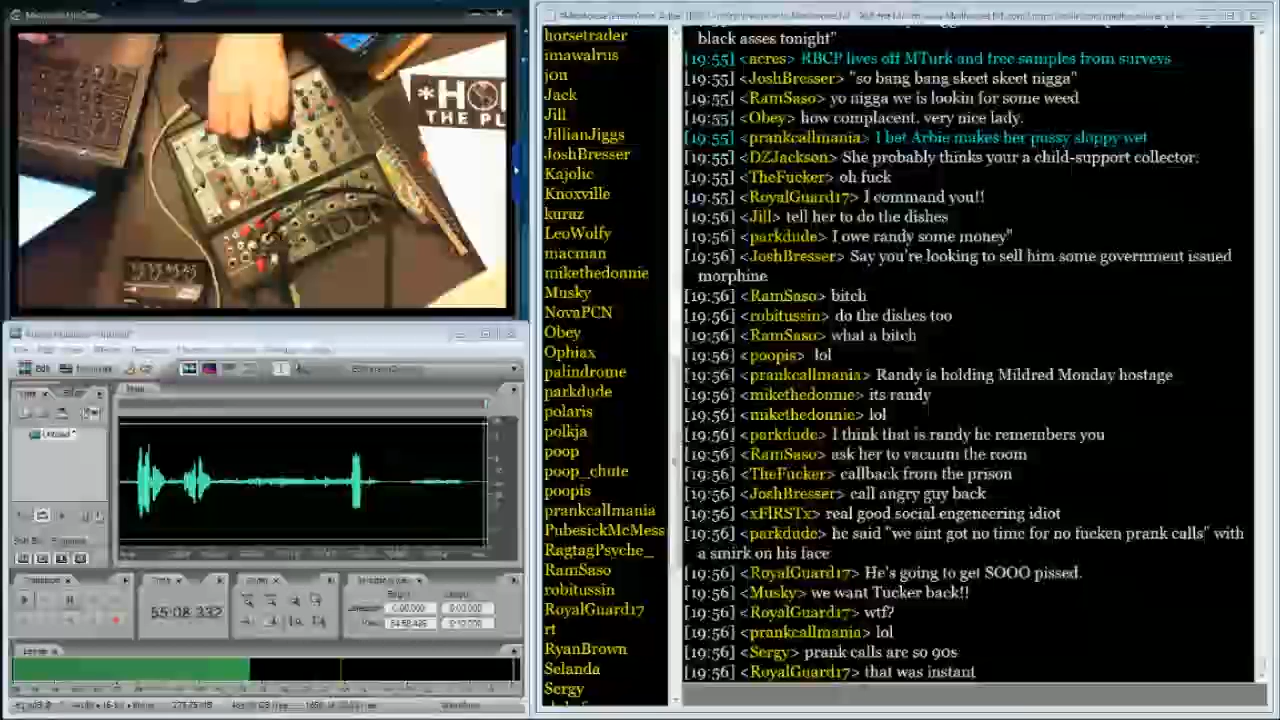 *HO
THE PL
55:08.332
horsetrader
imawalrus
j0n
Jack
Jill
JillianJiggs
JoshBresser
Kajolic
Knoxville
kuraz
LeoWolfy
macman
mikethedonnie
Musky
NovaPCN
Obey
Ophiax
palindrome
parkdude
polaris
polkja
poop
poop_chute
poopis
prankcallmania
PubesickMcMess
RagtagPsyche_
RamSaso
robitussin
RoyalGuard17
rt
RyanBrown
Selanda
Sergy
black asses tonight"
[19:55] <acres> RBCP lives off MTurk and free samples from surveys
[19:55] <JoshBresser> "so bang bang skeet skeet nigga"
[19:55] <RamSaso> yo nigga we is lookin for some weed
[19:55] <Obey> how complacent. very nice lady.
[19:55] <prankcallmania> I bet Arbie makes her pussy sloppy wet
[19:55] <DZJackson> She probably thinks your a child-support collector.
[19:55] <TheFucker> oh fuck
[19:55] <RoyalGuard17> I command you!!
[19:56] <Jill> tell her to do the dishes
[19:56] <parkdude> I owe randy some money"
[19:56] <JoshBresser> Say you're looking to sell him some government issued
morphine
[19:56] <RamSaso> bitch
[19:56] <robitussin> do the dishes too
[19:56] <RamSaso> what a bitch
[19:56] <poopis> lol
[19:56] <prankcallmania> Randy is holding Mildred Monday hostage
[19:56] <mikethedonnie> its randy
[19:56] <mikethedonnie> lol
[19:56] <parkdude> I think that is randy he remembers you
[19:56] <RamSaso> ask her to vacuum the room
[19:56] <TheFucker> callback from the prison
[19:56] <JoshBresser> call angry guy back
[19:56] <xFIRSTx> real good social engeneering idiot
[19:56] <parkdude> he said "we aint got no time for no fucken prank calls" with
a smirk on his face
[19:56] <RoyalGuard17> He's going to get SOOO pissed.
[19:56] <Musky> we want Tucker back!!
[19:56] <RoyalGuard17> wtf?
[19:56] <prankcallmania> lol
[19:56] <Sergy> prank calls are so 90s
[19:56] <RoyalGuard17> that was instant